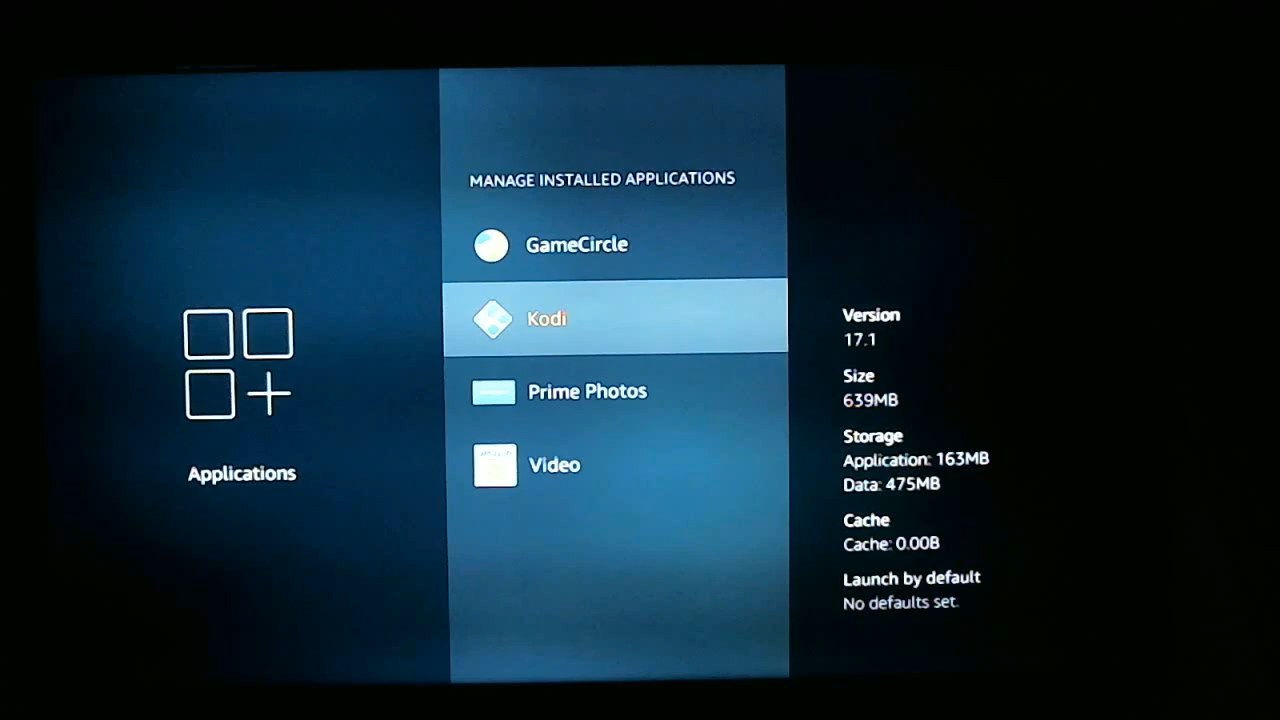 MANAGE INSTALLED APPLICATIONS
GameCircle
Kodi
Prime Photos
Video
Applications
Version
17.1
Size
639MB
Storage
Application: 163MB
Data: 475MB
Cache
Cache: 0.00B
Launch by default
No defaults set.